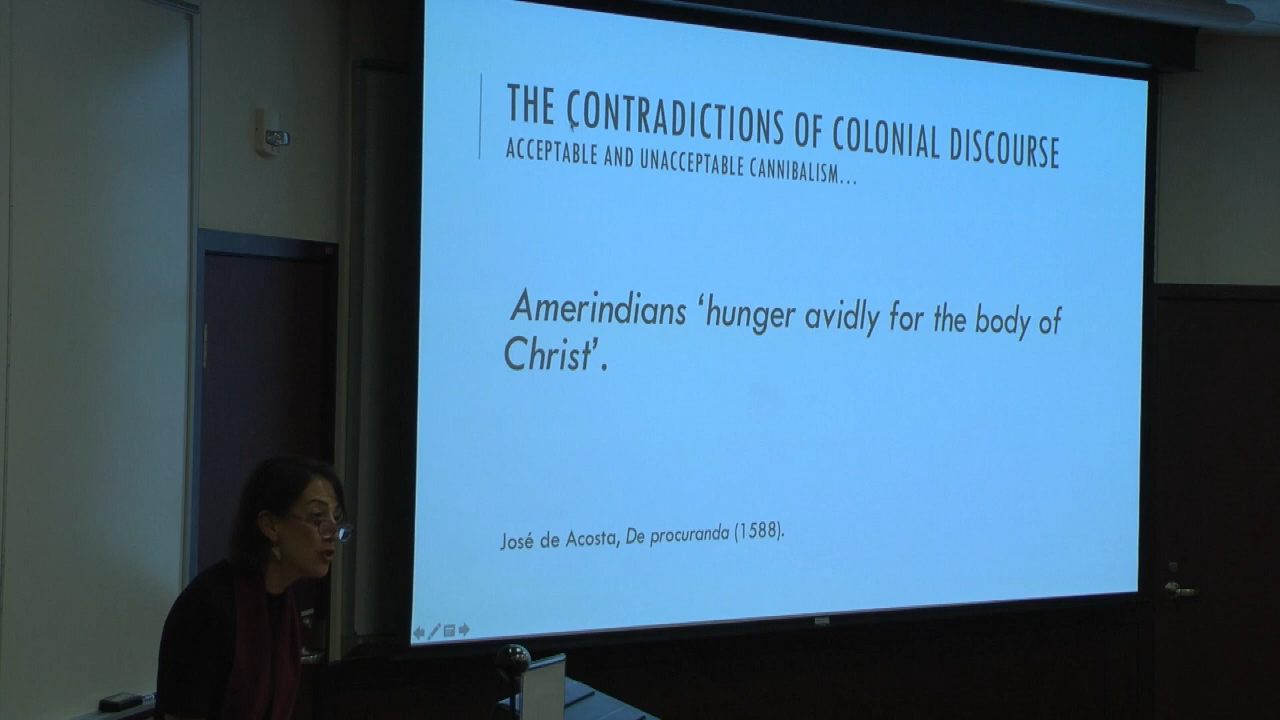 THE CONTRADICTIONS OF COLONIAL DISCOURSE
ACCEPTABLE AND UNACCEPTABLE CANNIBALISM...
Amerindians ‘hunger avidly for the body of
Christ’.
José de Acosta, De procuranda (1588).